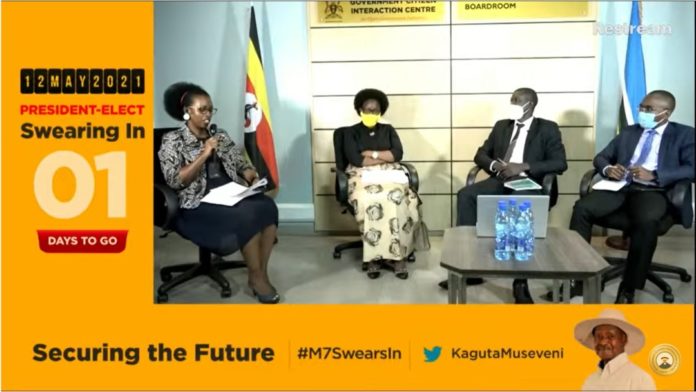 GOVERNMENT CITIZEN
INTERACTION CENTRE
BOARDROOM
Restream
12MAY2021
PRESIDENT-ELECT
Swearing In
01
DAYS TO GO
Securing the Future
#M7SwearsIn
KagutaMuseveni